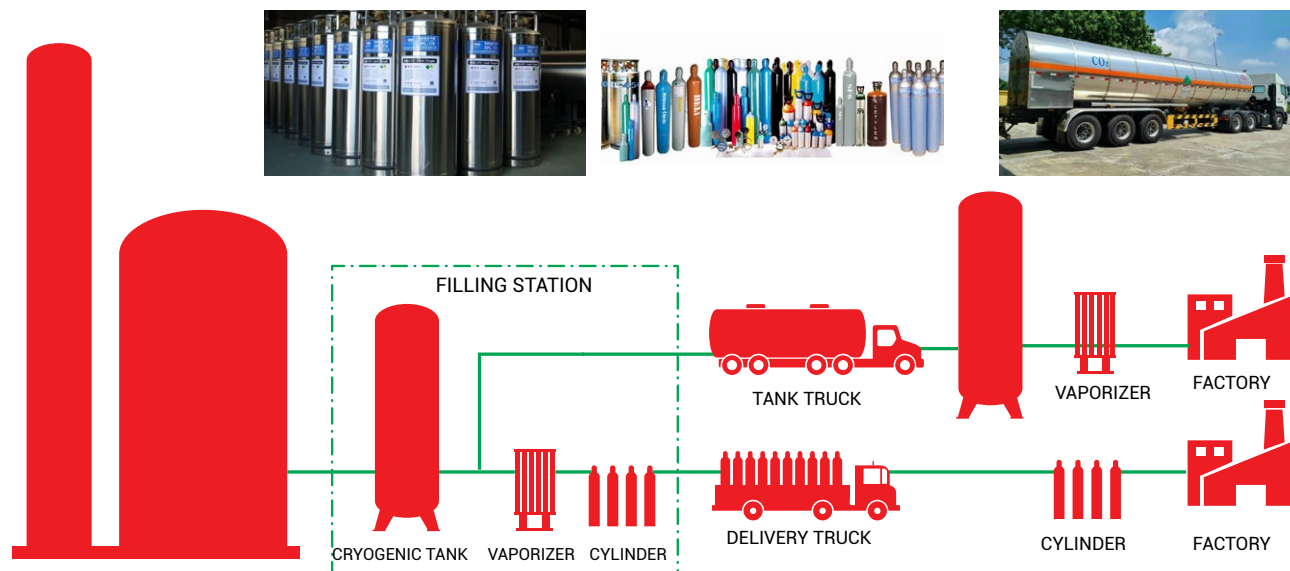 CO₂
FILLING STATION
TANK TRUCK
VAPORIZER
FACTORY
CRYOGENIC TANK
VAPORIZER
CYLINDER
DELIVERY TRUCK
CYLINDER
FACTORY